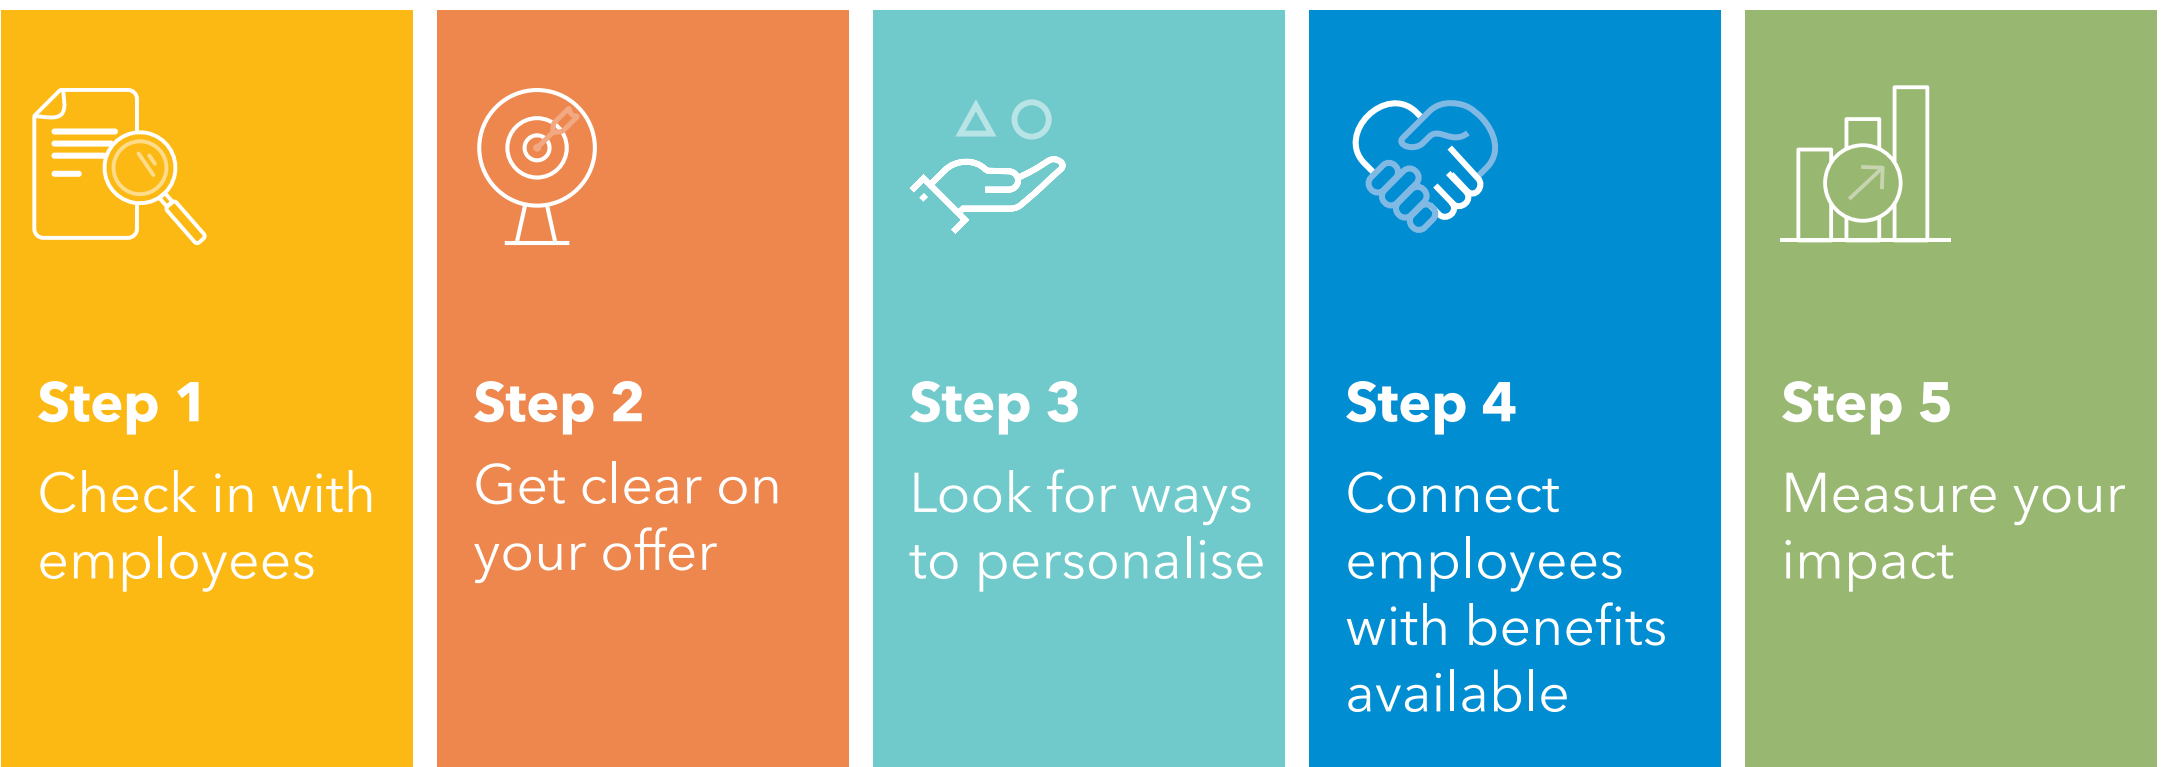 Step 1
Check in with
employees
Step 2
Get clear on
your offer
Step 3
Look for ways
to personalise
Step 4
Connect
employees
with benefits
available
Step 5
Measure your
impact